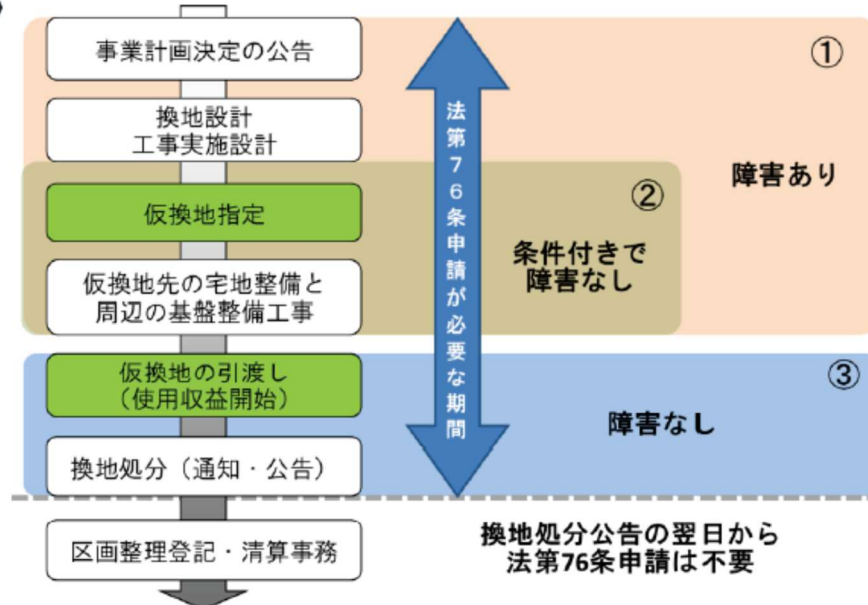 事業計画決定の公告
換地設計
工事実施設計
仮換地指定
仮換地先の宅地整備と
周辺の基盤整備工事
仮換地の引渡し
（使用収益開始）
換地処分（通知・公告）
区画整理登記・清算事務
法第76条申請が必要な期間
①
障害あり
②
条件付きで
障害なし
③
障害なし
換地処分公告の翌日から
法第76条申請は不要